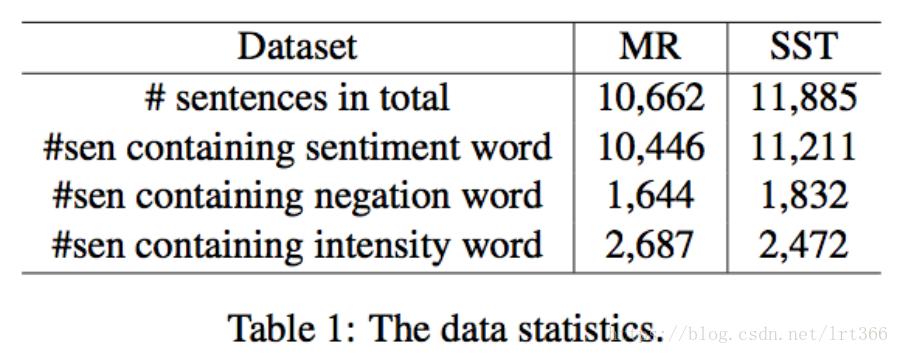 Dataset MR SST
# sentences in total 10,662 11,885
#sen containing sentiment word 10,446 11,211
#sen containing negation word 1,644 1,832
#sen containing intensity word 2,687 2,472
Table 1: The data statistics.
https://blog.csdn.net/lrt366